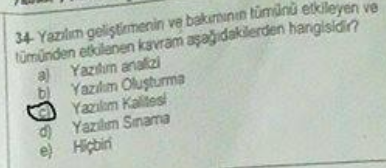 34- Yazılım geliştirmenin ve bakımının tümünü etkileyen ve
tümünden etkilenen kavram aşağıdakilerden hangisidir?
a) Yazılım analizi
b) Yazılım Oluşturma
c) Yazılım Kalitesi
d) Yazılım Sınama
e) Hiçbiri